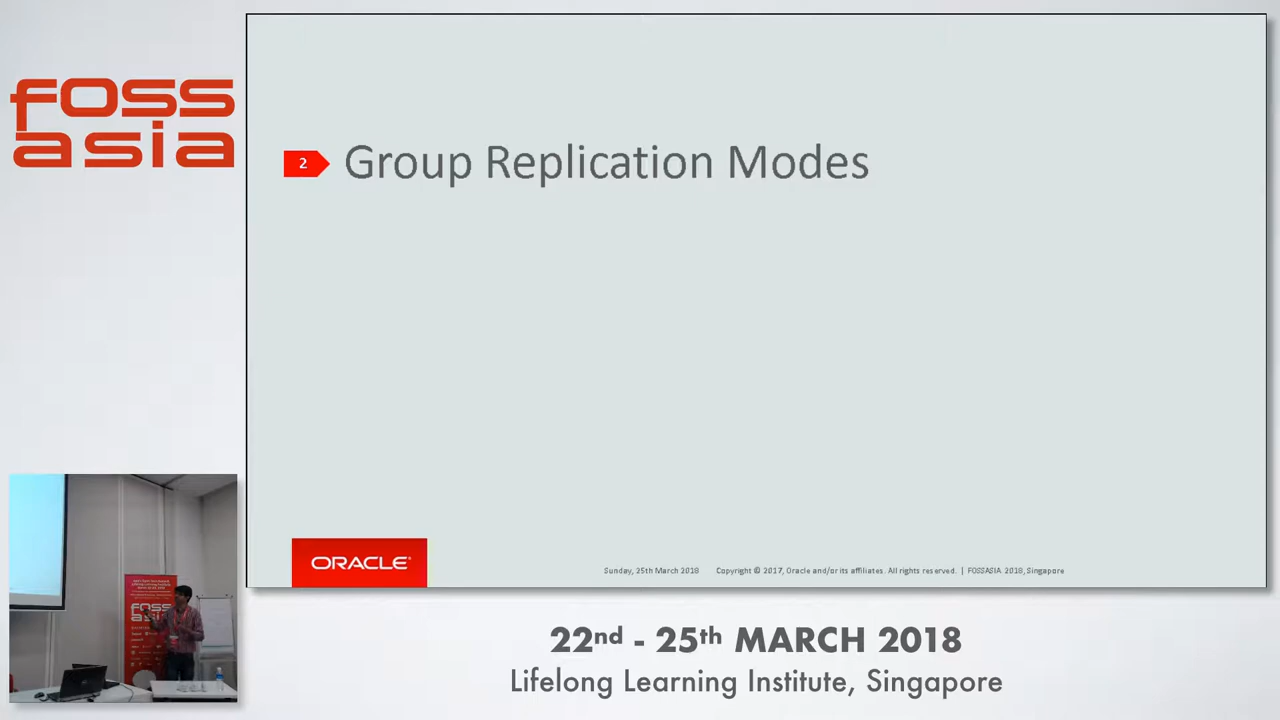 foss
asia
2 Group Replication Modes
ORACLE®
Sunday, 25th March 2018 Copyright © 2017, Oracle and/or its affiliates. All rights reserved. | FOSSASIA 2018, Singapore
FOSS
22nd - 25th MARCH 2018
Lifelong Learning Institute, Singapore